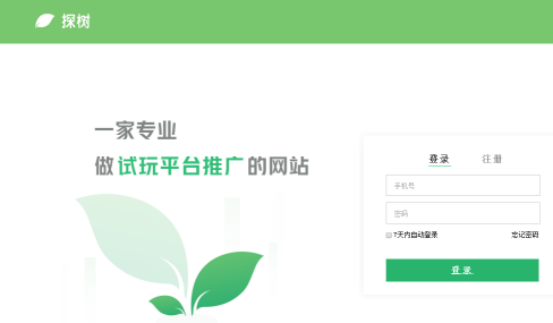 探树
一家专业
做试玩平台推广的网站
登录 注册
手机号
密码
7天内自动登录 忘记密码
登录